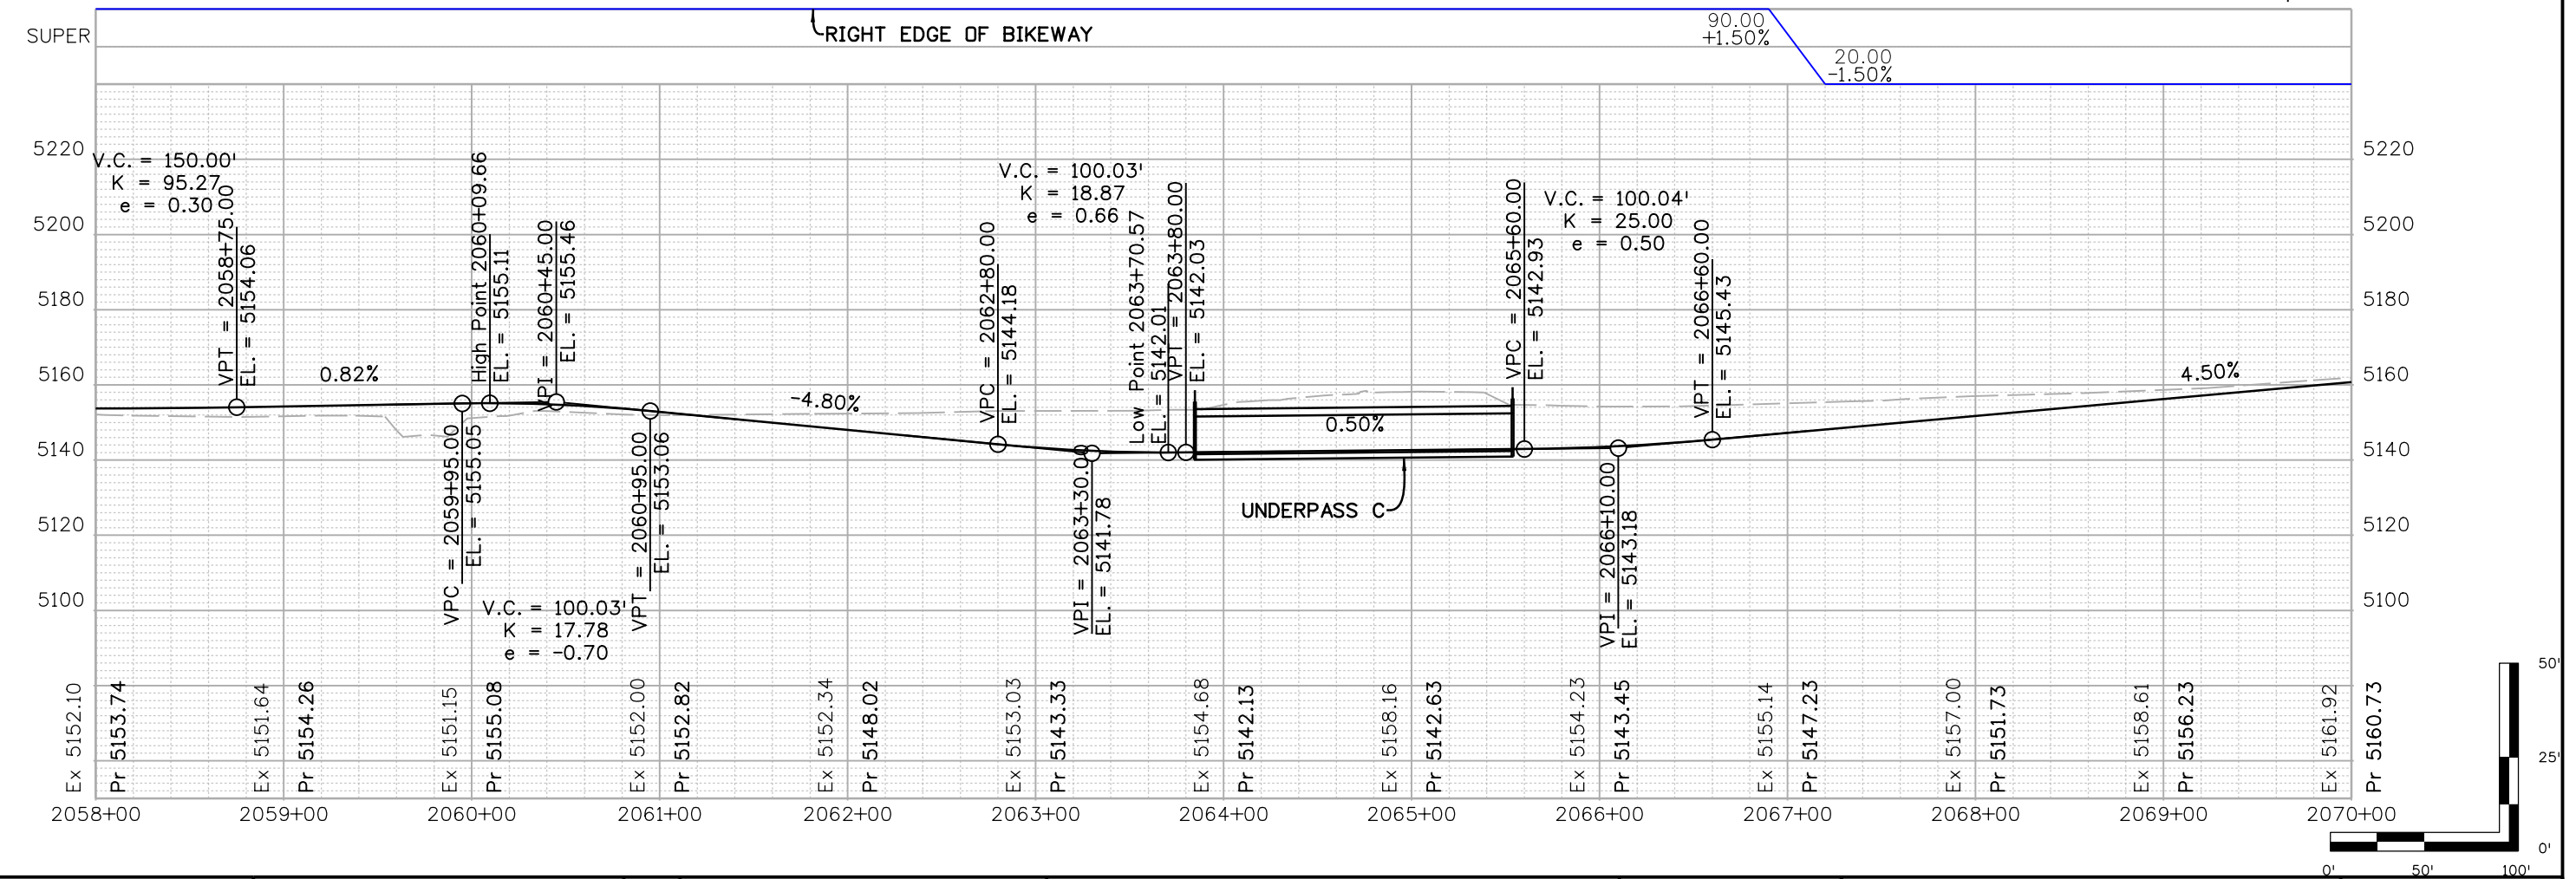 SUPER
RIGHT EDGE OF BIKEWAY
90.00
+1.50%
20.00
-1.50%
5220
5200
5180
5160
5140
5120
5100
V.C. = 150.00'
K = 95.27
e = 0.30
VPT = 2058+75.00
EL. = 5154.06
0.82%
VPC = 2059+95.00
EL. = 5155.05
High Point 2060+09.66
EL. = 5155.11
VPI = 2060+45.00
EL. = 5155.46
V.C. = 100.03'
K = 17.78
e = -0.70
VPT = 2060+95.00
EL. = 5153.06
-4.80%
VPC = 2062+80.00
EL. = 5144.18
V.C. = 100.03'
K = 18.87
e = 0.66
VPI = 2063+30.00
EL. = 5141.78
Low Point 2063+70.57
EL. = 5142.01
VPT = 2063+80.00
EL. = 5142.03
0.50%
UNDERPASS C
VPC = 2065+60.00
EL. = 5142.93
V.C. = 100.04'
K = 25.00
e = 0.50
VPI = 2066+10.00
EL. = 5143.18
VPT = 2066+60.00
EL. = 5145.43
4.50%
5220
5200
5180
5160
5140
5120
5100
Ex 5152.10
Pr 5153.74
Ex 5151.64
Pr 5154.26
Ex 5151.15
Pr 5155.08
Ex 5152.00
Pr 5152.82
Ex 5152.34
Pr 5148.02
Ex 5153.03
Pr 5143.33
Ex 5154.68
Pr 5142.13
Ex 5158.16
Pr 5142.63
Ex 5154.23
Pr 5143.45
Ex 5155.14
Pr 5147.23
Ex 5157.00
Pr 5151.73
Ex 5158.61
Pr 5156.23
Ex 5161.92
Pr 5160.73
2058+00 2059+00 2060+00 2061+00 2062+00 2063+00 2064+00 2065+00 2066+00 2067+00 2068+00 2069+00 2070+00
50'
25'
0'
0' 50' 100'